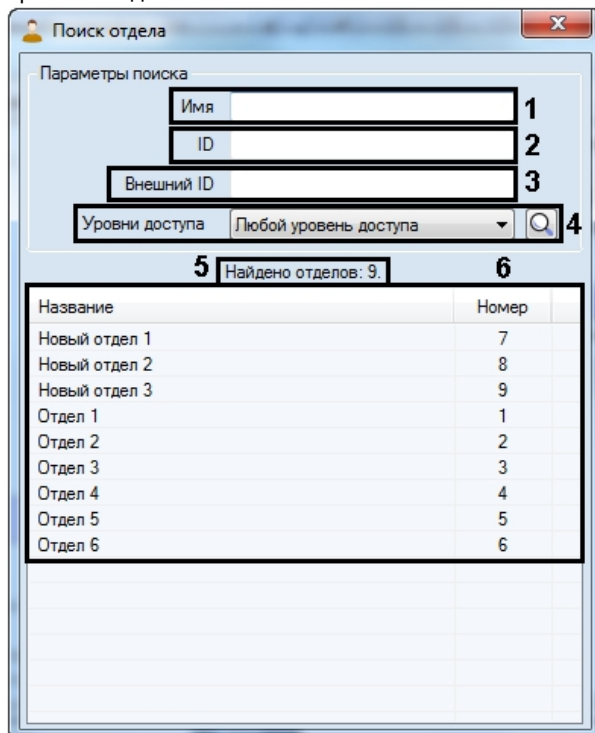 Поиск отдела
Параметры поиска
Имя 1
ID 2
Внешний ID 3
Уровни доступа Любой уровень доступа 4
5 Найдено отделов: 9. 6
Название Номер
Новый отдел 1 7
Новый отдел 2 8
Новый отдел 3 9
Отдел 1 1
Отдел 2 2
Отдел 3 3
Отдел 4 4
Отдел 5 5
Отдел 6 6